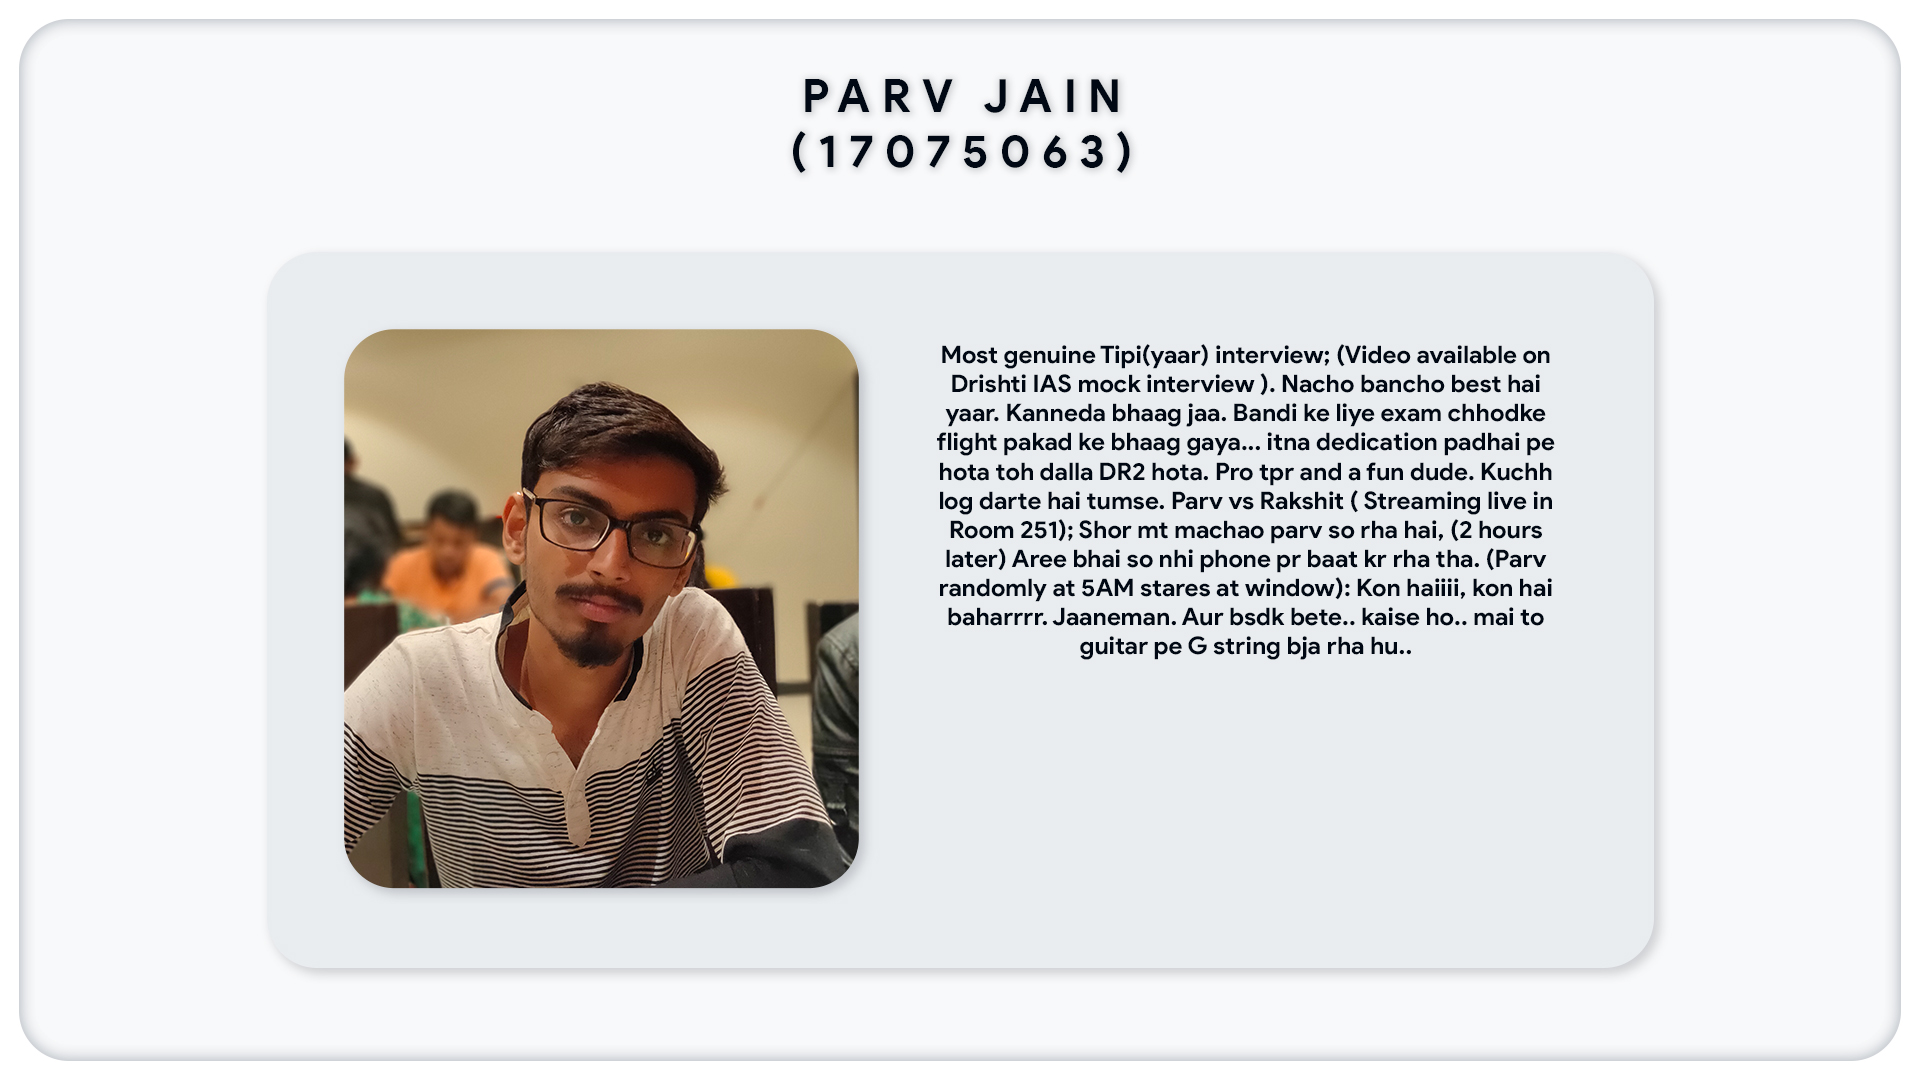 PARV JAIN
(17075063)
Most genuine Tipi(yaar) interview; (Video available on
Drishti IAS mock interview ). Nacho bancho best hai
yaar. Kanneda bhaag jaa. Bandi ke liye exam chhodke
flight pakad ke bhaag gaya... itna dedication padhai pe
hota toh dalla DR2 hota. Pro tpr and a fun dude. Kuchh
log darte hai tumse. Parv vs Rakshit ( Streaming live in
Room 251); Shor mt machao parv so rha hai, (2 hours
later) Aree bhai so nhi phone pr baat kr rha tha. (Parv
randomly at 5AM stares at window): Kon haiiii, kon hai
baharrrr. Jaaneman. Aur bsdk bete.. kaise ho.. mai to
guitar pe G string bja rha hu..